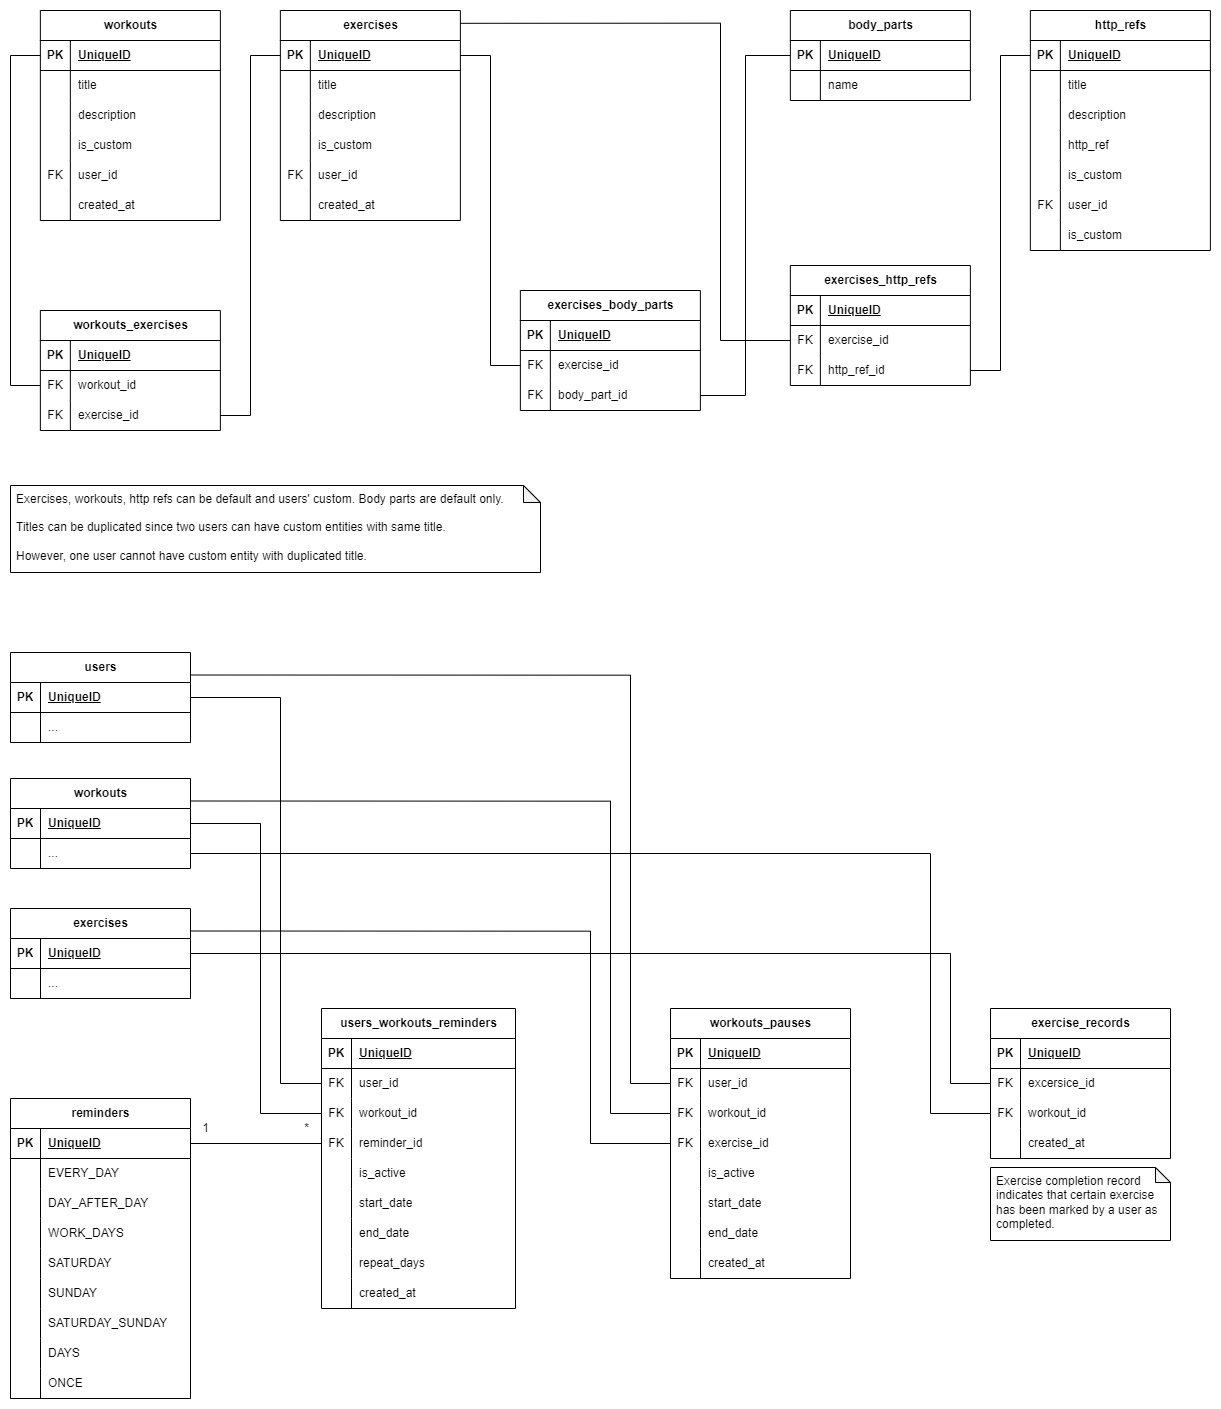 workouts
PK UniqueID
title
description
is_custom
FK user_id
created_at
exercises
PK UniqueID
title
description
is_custom
FK user_id
created_at
body_parts
PK UniqueID
name
http_refs
PK UniqueID
title
description
http_ref
is_custom
FK user_id
is_custom
workouts_exercises
PK UniqueID
FK workout_id
FK exercise_id
exercises_body_parts
PK UniqueID
FK exercise_id
FK body_part_id
exercises_http_refs
PK UniqueID
FK exercise_id
FK http_ref_id
Exercises, workouts, http refs can be default and users' custom. Body parts are default only.
Titles can be duplicated since two users can have custom entities with same title.
However, one user cannot have custom entity with duplicated title.
users
PK UniqueID
...
workouts
PK UniqueID
...
exercises
PK UniqueID
...
reminders
PK UniqueID
EVERY_DAY
DAY_AFTER_DAY
WORK_DAYS
SATURDAY
SUNDAY
SATURDAY_SUNDAY
DAYS
ONCE
1 *
users_workouts_reminders
PK UniqueID
FK user_id
FK workout_id
FK reminder_id
is_active
start_date
end_date
repeat_days
created_at
workouts_pauses
PK UniqueID
FK user_id
FK workout_id
FK exercise_id
is_active
start_date
end_date
created_at
exercise_records
PK UniqueID
FK excersice_id
FK workout_id
created_at
Exercise completion record
indicates that certain exercise
has been marked by a user as
completed.